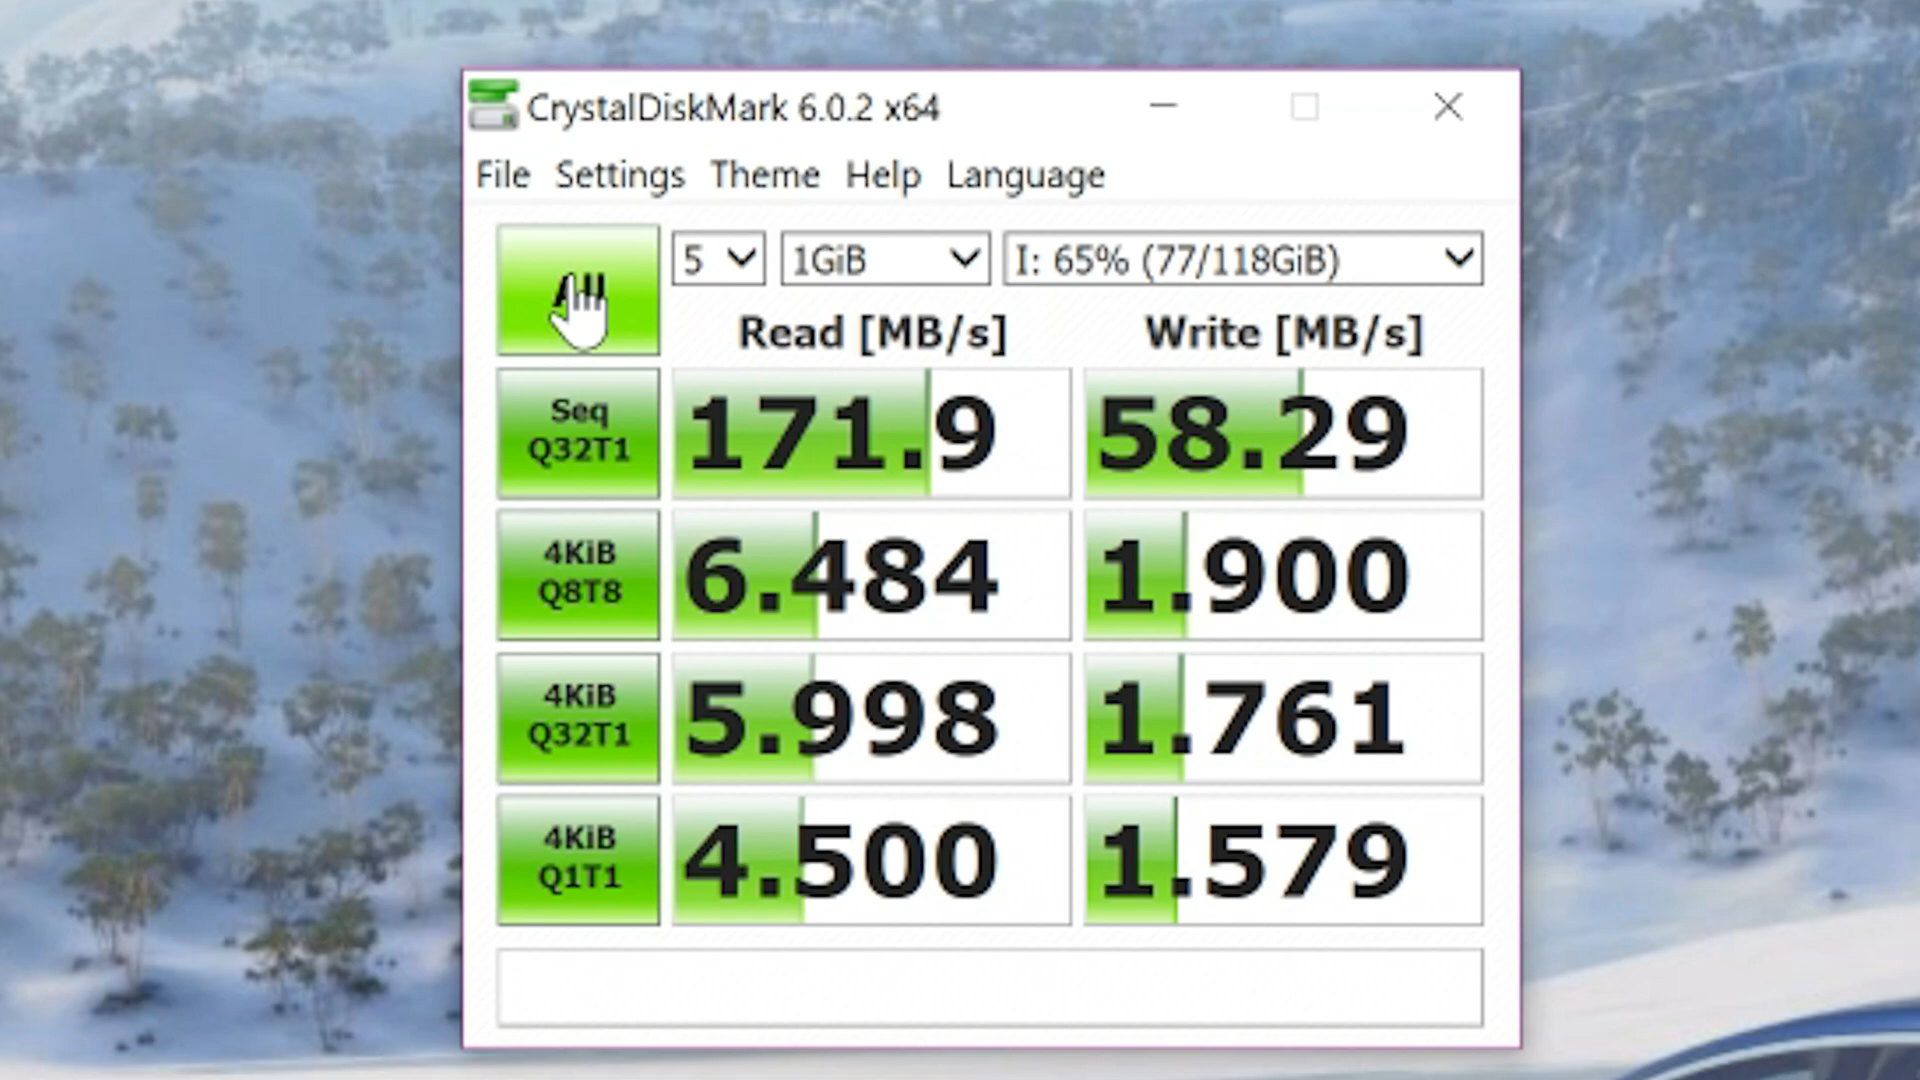 CrystalDiskMark 6.0.2 x64
File Settings Theme Help Language
5 1GiB I: 65% (77/118GiB)
Read [MB/s] Write [MB/s]
Seq
Q32T1
171.9 58.29
4KiB
Q8T8
6.484 1.900
4KiB
Q32T1
5.998 1.761
4KiB
Q1T1
4.500 1.579